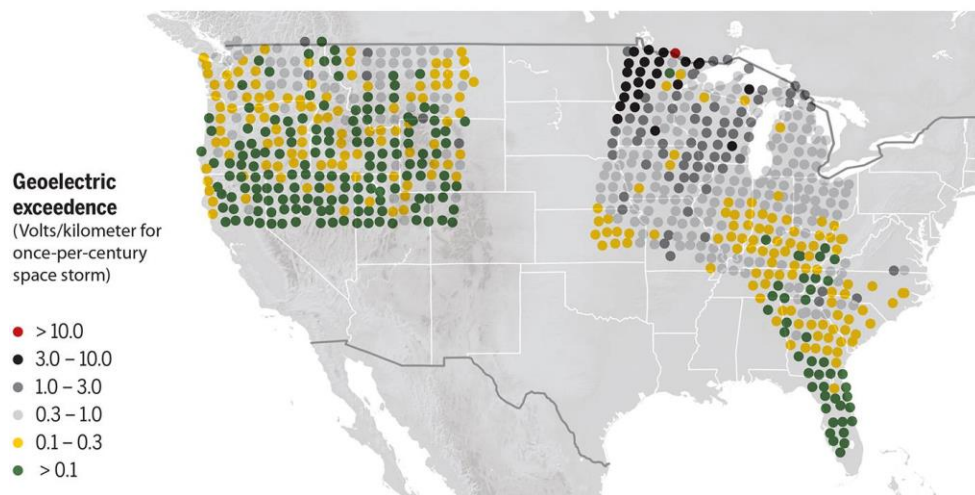 Geoelectric
exceedence
(Volts/kilometer for
once-per-century
space storm)
> 10.0
3.0 – 10.0
1.0 – 3.0
0.3 – 1.0
0.1 – 0.3
> 0.1